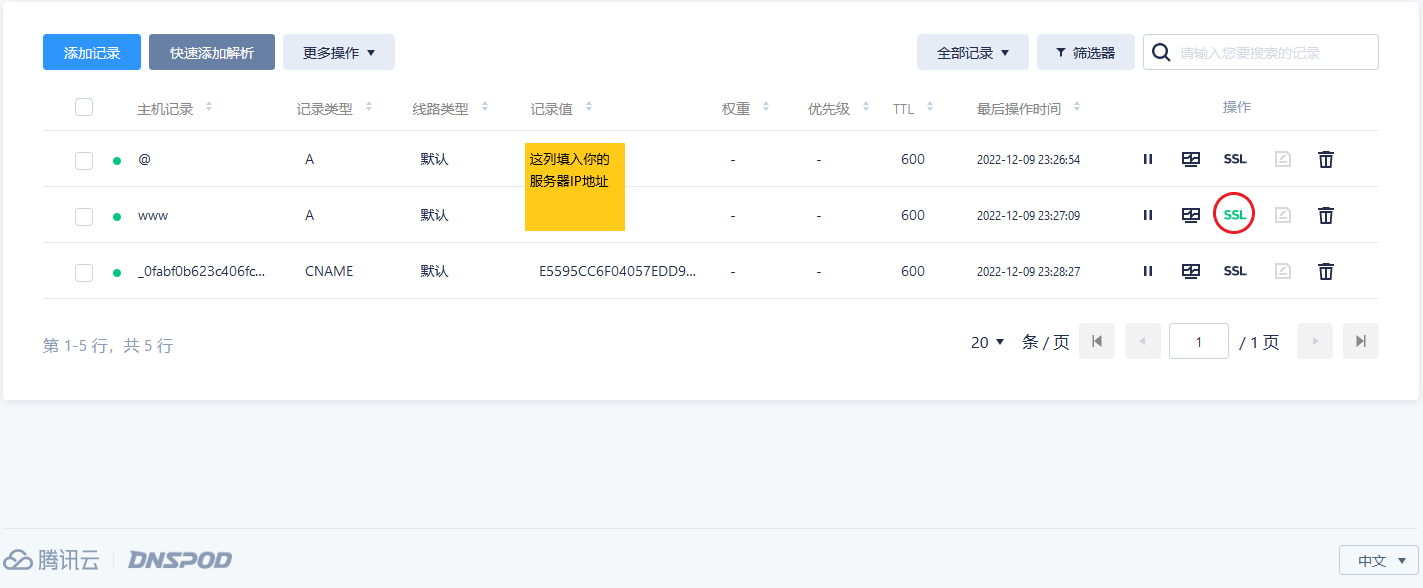 添加记录 快速添加解析 更多操作 全部记录 筛选器 请输入您要搜索的记录
主机记录 记录类型 线路类型 记录值 权重 优先级 TTL 最后操作时间 操作
@ A 默认 这列填入你的 - - 600 2022-12-09 23:26:54 SSL
服务器IP地址
www A 默认 - - 600 2022-12-09 23:27:09 SSL
_0fabf0b623c406fc... CNAME 默认 E5595CC6F04057EDD9... - - 600 2022-12-09 23:28:27 SSL
第 1-5 行，共 5 行 20 条 / 页 1 / 1 页
腾讯云 DNSPOD 中文